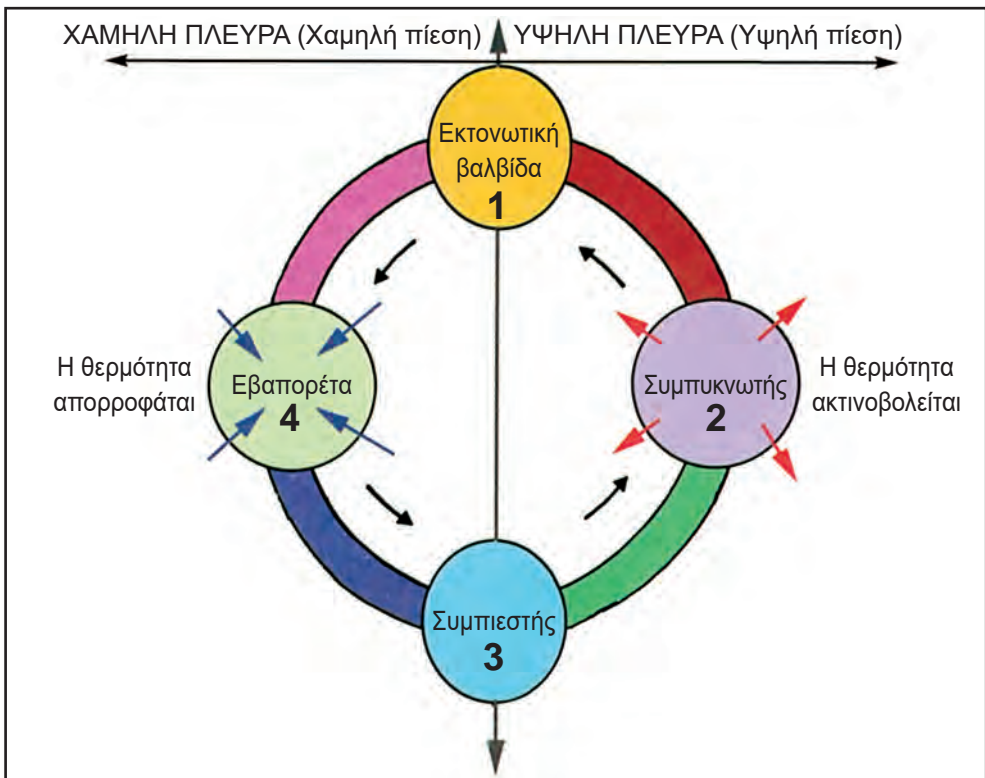 ΧΑΜΗΛΗ ΠΛΕΥΡΑ (Χαμηλή πίεση) ΥΨΗΛΗ ΠΛΕΥΡΑ (Υψηλή πίεση)
Εκτονωτική
βαλβίδα
1
Η θερμότητα
απορροφάται
Εβαπορέτα
4
Συμπυκνωτής
2
Η θερμότητα
ακτινοβολείται
Συμπιεστής
3